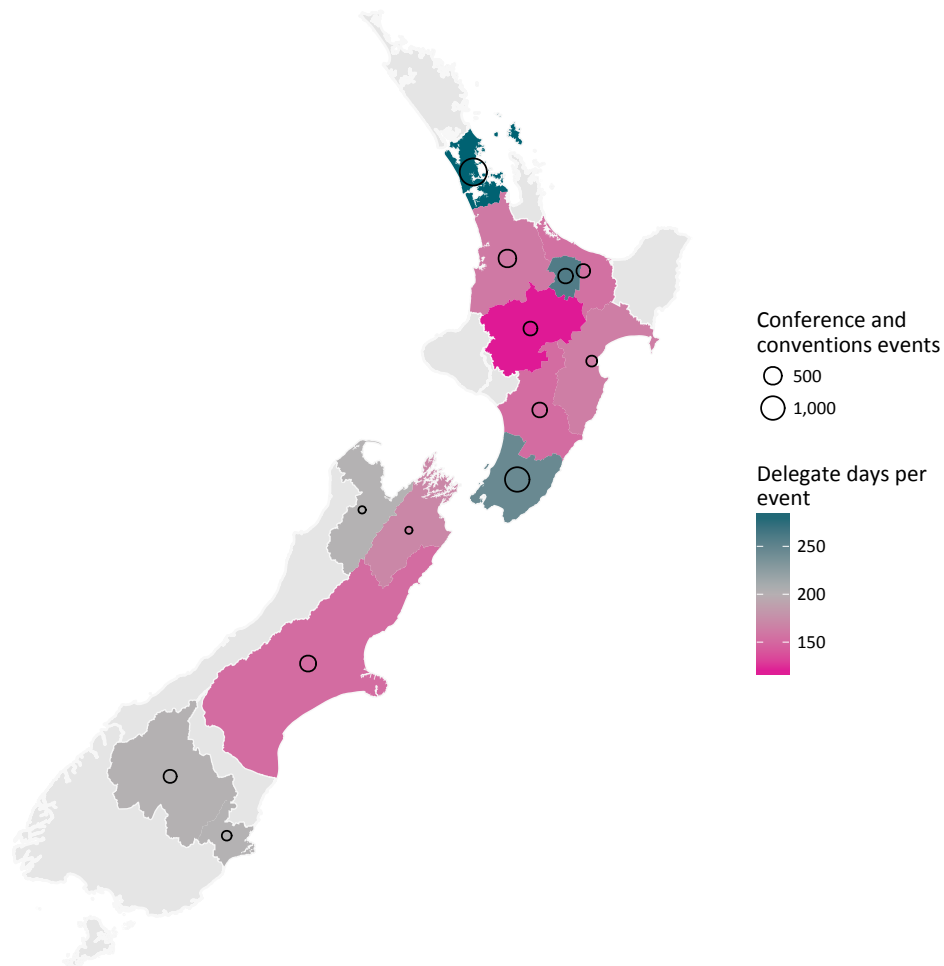 Conference and
conventions events
500
1,000
Delegate days per
event
250
200
150